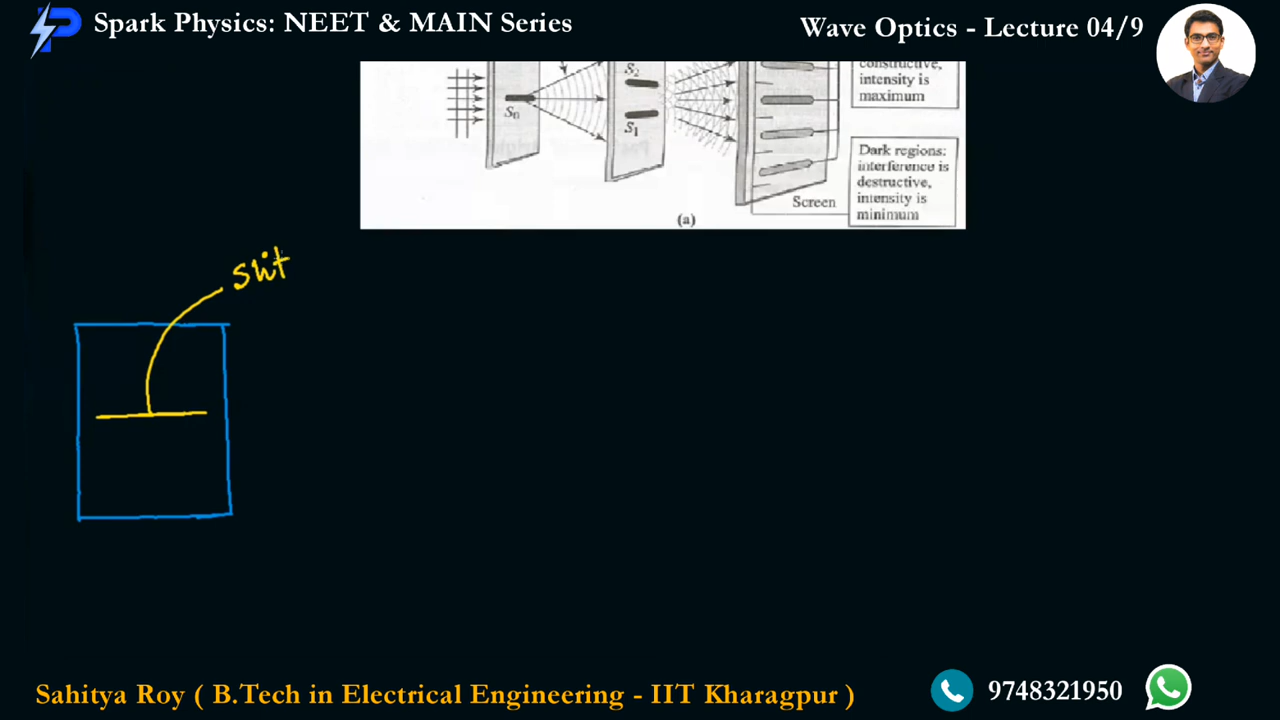 Spark Physics: NEET & MAIN Series
Wave Optics - Lecture 04/9
constructive,
intensity is
maximum
S2
S0
S1
Dark regions:
interference is
destructive,
intensity is
minimum
Screen
(a)
slit
Sahitya Roy ( B.Tech in Electrical Engineering - IIT Kharagpur )
9748321950